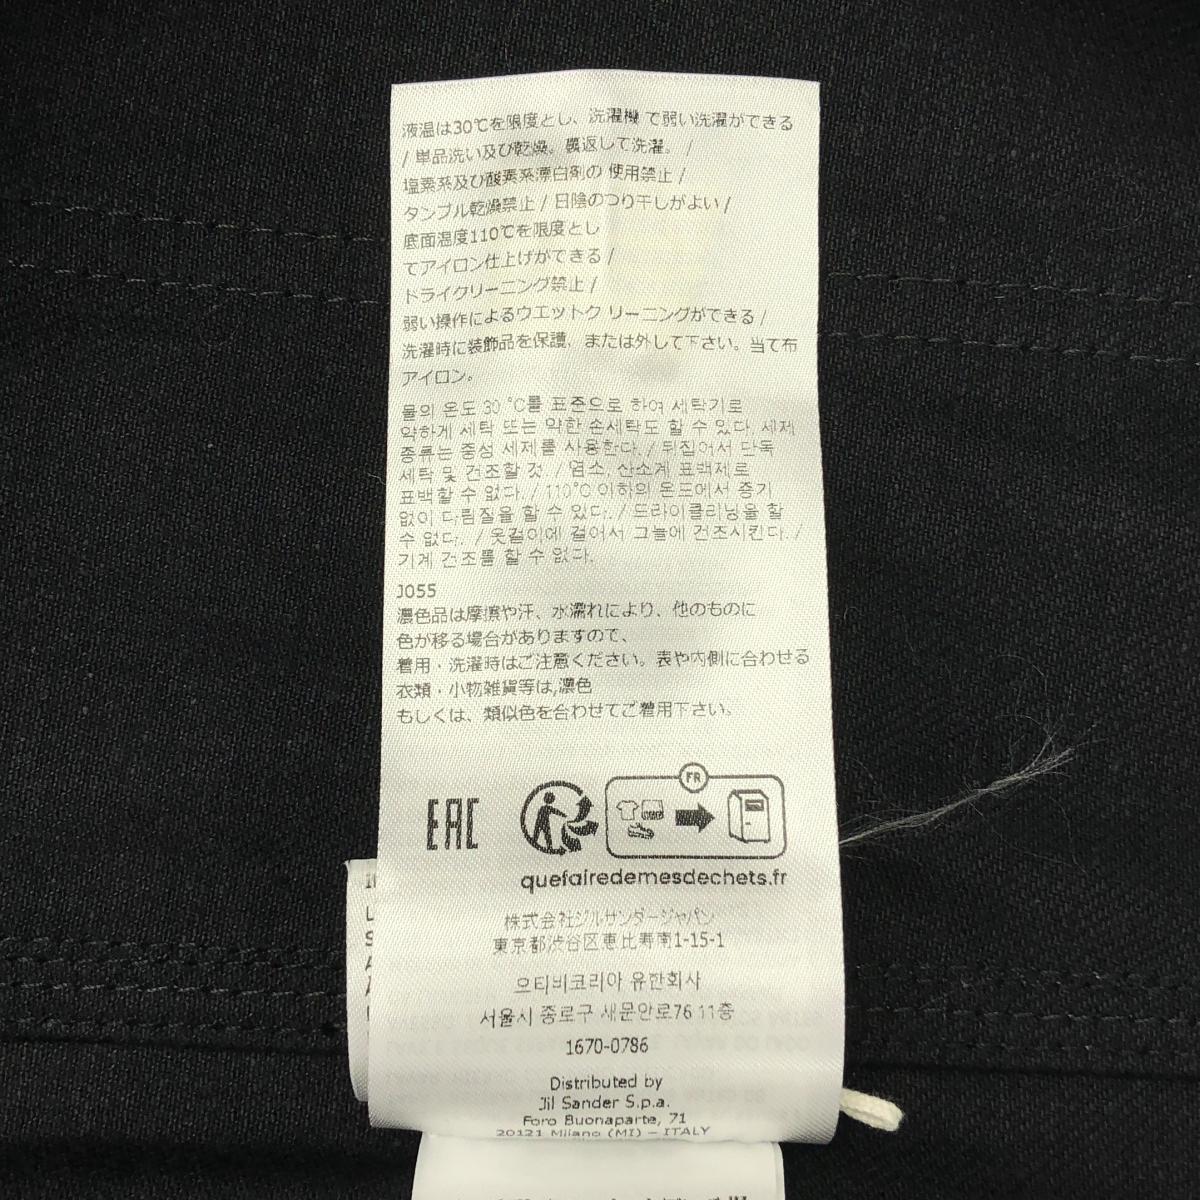 液温は30℃を限度とし、洗濯機 で弱い洗濯ができる
/ 単品洗い及び乾燥。裏返して洗濯。 /
塩素系及び酸素系漂白剤の 使用禁止 /
タンブル乾燥禁止 / 日陰のつり干しがよい /
底面温度110℃を限度とし
てアイロン仕上げができる /
ドライクリーニング禁止 /
弱い操作によるウエットク リーニングができる /
洗濯時に装飾品を保護、または外して下さい。当て布
アイロン。
물의 온도 30 ℃를 표준으로 하여 세탁기로
약하게 세탁 또는 약한 손세탁도 할 수 있다. 세제
종류는 중성 세제를 사용한다. / 뒤집어서 단독
세탁 및 건조할 것. / 염소, 산소계 표백제로
표백할 수 없다. / 110℃ 이하의 온도에서 증기
없이 다림질을 할 수 있다. / 드라이클리닝을 할
수 없다. / 옷걸이에 걸어서 그늘에 건조시킨다. /
기계 건조를 할 수 없다.
J055
濃色品は摩擦や汗、水濡れにより、他のものに
色が移る場合がありますので、
着用・洗濯時はご注意ください。表や内側に合わせる
衣類・小物雑貨等は,濃色
もしくは、類似色を合わせてご着用下さい。
EAC
FR
quefairedemesdechets.fr
株式会社ジルサンダージャパン
東京都渋谷区恵比寿南1-15-1
으티비코리아 유한회사
서울시 종로구 새문안로76 11층
1670-0786
Distributed by
Jil Sander S.p.a.
Foro Buonaparte, 71
20121 Milano (MI) – ITALY